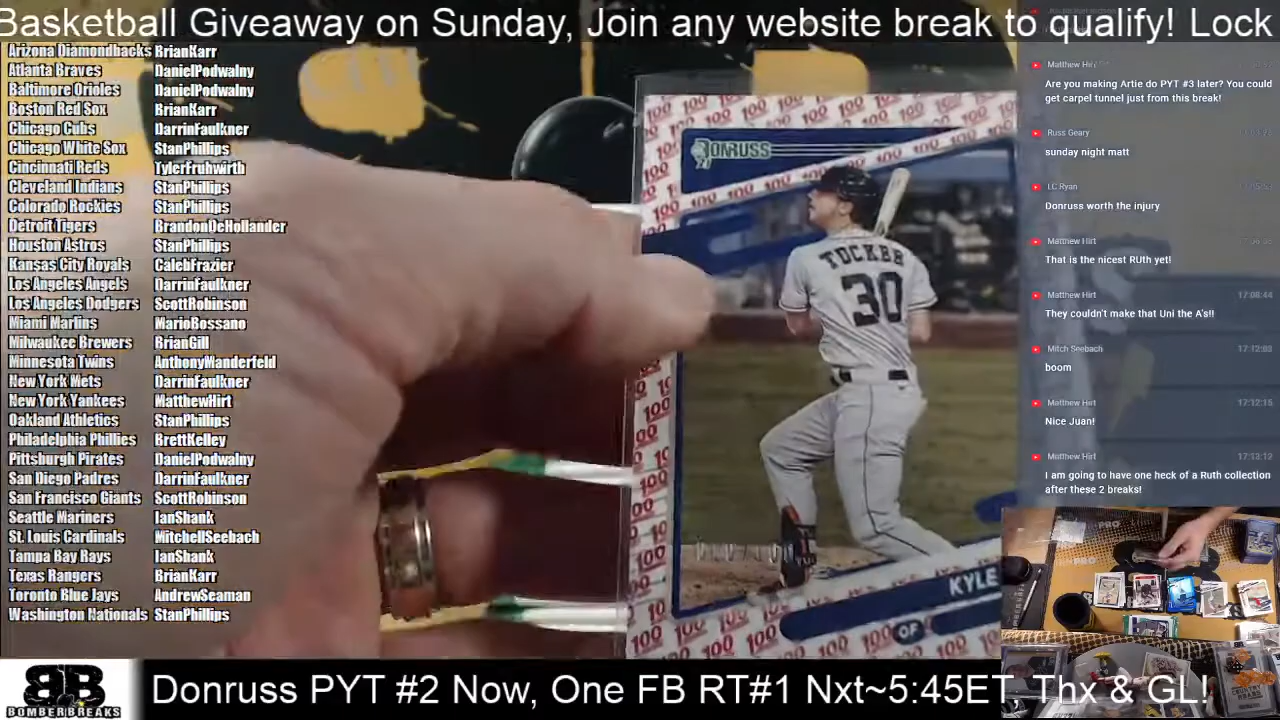 Basketball Giveaway on Sunday, Join any website break to qualify! Lock
Arizona Diamondbacks BrianKarr
Atlanta Braves DanielPodwalny
Baltimore Orioles DanielPodwalny
Boston Red Sox BrianKarr
Chicago Cubs DarrinFaulkner
Chicago White Sox StanPhillips
Cincinnati Reds TylerFruhwirth
Cleveland Indians StanPhillips
Colorado Rockies StanPhillips
Detroit Tigers BrandonDeHollander
Houston Astros StanPhillips
Kansas City Royals CalebFrazier
Los Angeles Angels DarrinFaulkner
Los Angeles Dodgers ScottRobinson
Miami Marlins MarioBossano
Milwaukee Brewers BrianGill
Minnesota Twins AnthonyManderfeld
New York Mets DarrinFaulkner
New York Yankees MatthewHirt
Oakland Athletics StanPhillips
Philadelphia Phillies BrettKelley
Pittsburgh Pirates DanielPodwalny
San Diego Padres DarrinFaulkner
San Francisco Giants ScottRobinson
Seattle Mariners IanShank
St. Louis Cardinals MitchellSeebach
Tampa Bay Rays IanShank
Texas Rangers BrianKarr
Toronto Blue Jays AndrewSeaman
Washington Nationals StanPhillips
DONRUSS
TUCKER
30
KYLE
OF
Matthew Hirt
Are you making Artie do PYT #3 later? You could
get carpel tunnel just from this break!
Russ Geary
sunday night matt
LC Ryan
Donruss worth the injury
Matthew Hirt
That is the nicest RUth yet!
Matthew Hirt 17:08:44
They couldn't make that Uni the A's!!
Mitch Seebach
boom
Matthew Hirt 17:12:15
Nice Juan!
Matthew Hirt
I am going to have one heck of a Ruth collection
after these 2 breaks!
BB
BOMBERBREAKS
Donruss PYT #2 Now, One FB RT#1 Nxt~5:45ET, Thx & GL!